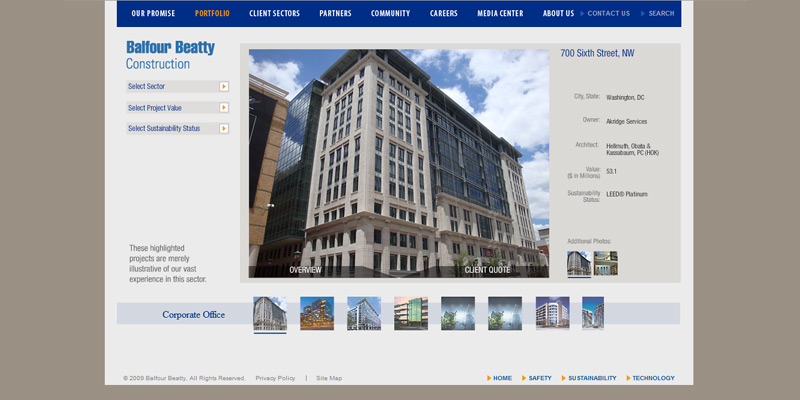 OUR PROMISE PORTFOLIO CLIENT SECTORS PARTNERS COMMUNITY CAREERS MEDIA CENTER ABOUT US CONTACT US SEARCH
Balfour Beatty
Construction
Select Sector
Select Project Value
Select Sustainability Status
These highlighted
projects are merely
illustrative of our vast
experience in this sector.
OVERVIEW CLIENT QUOTE
700 Sixth Street, NW
City, State: Washington, DC
Owner: Akridge Services
Architect: Hellmuth, Obata &
Kassabaum, PC (HOK)
Value:
($ in Millions) 53.1
Sustainability
Status: LEED® Platinum
Additional Photos:
Corporate Office
© 2009 Balfour Beatty, All Rights Reserved. Privacy Policy | Site Map
HOME SAFETY SUSTAINABILITY TECHNOLOGY